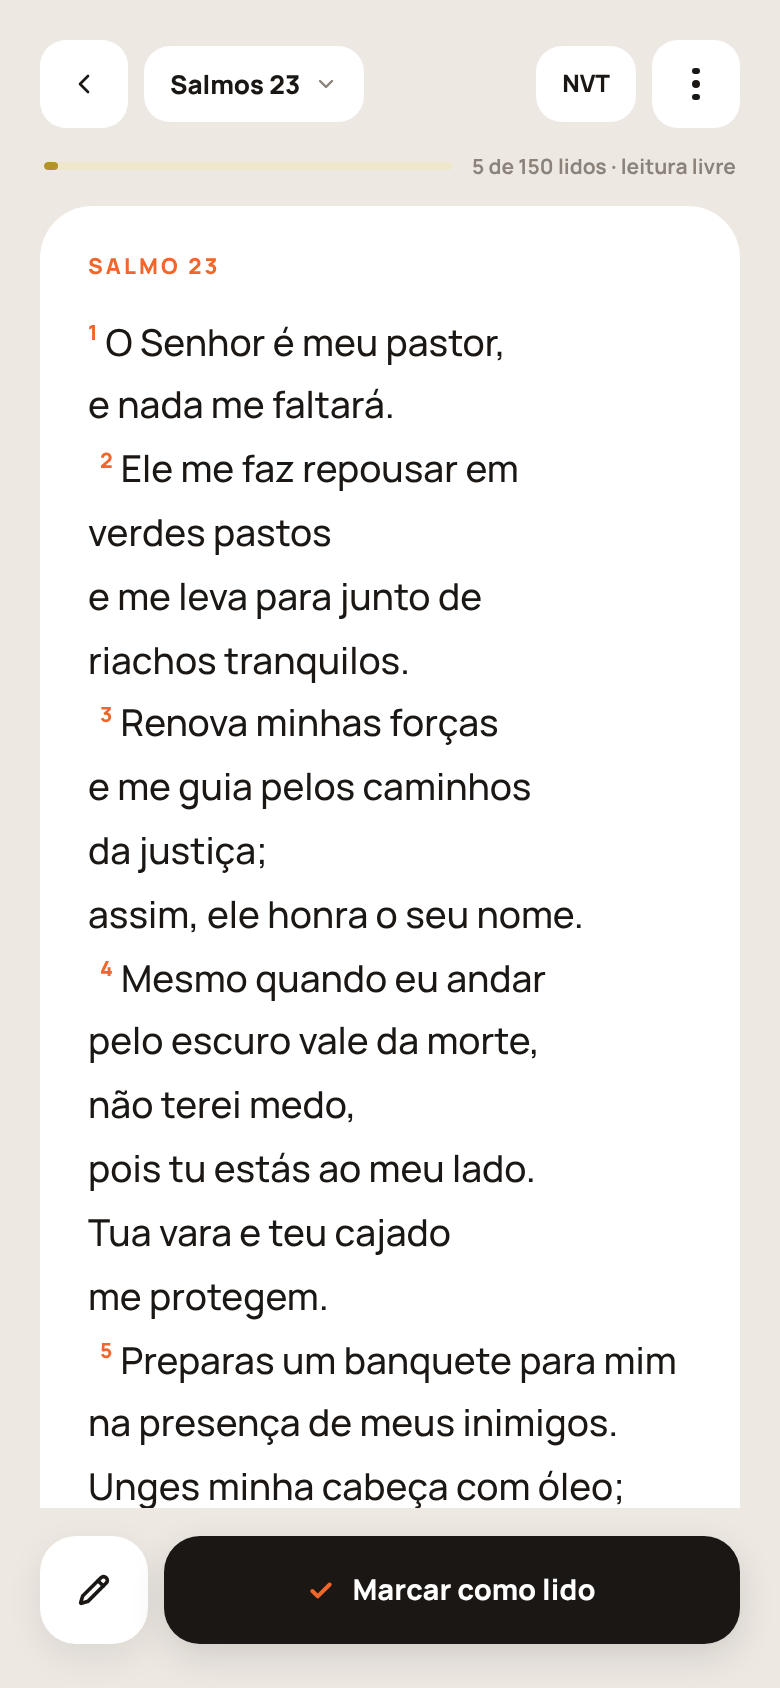 Salmos 23
NVT
5 de 150 lidos · leitura livre
SALMO 23
1 O Senhor é meu pastor,
e nada me faltará.
2 Ele me faz repousar em
verdes pastos
e me leva para junto de
riachos tranquilos.
3 Renova minhas forças
e me guia pelos caminhos
da justiça;
assim, ele honra o seu nome.
4 Mesmo quando eu andar
pelo escuro vale da morte,
não terei medo,
pois tu estás ao meu lado.
Tua vara e teu cajado
me protegem.
5 Preparas um banquete para mim
na presença de meus inimigos.
Unges minha cabeça com óleo;
Marcar como lido